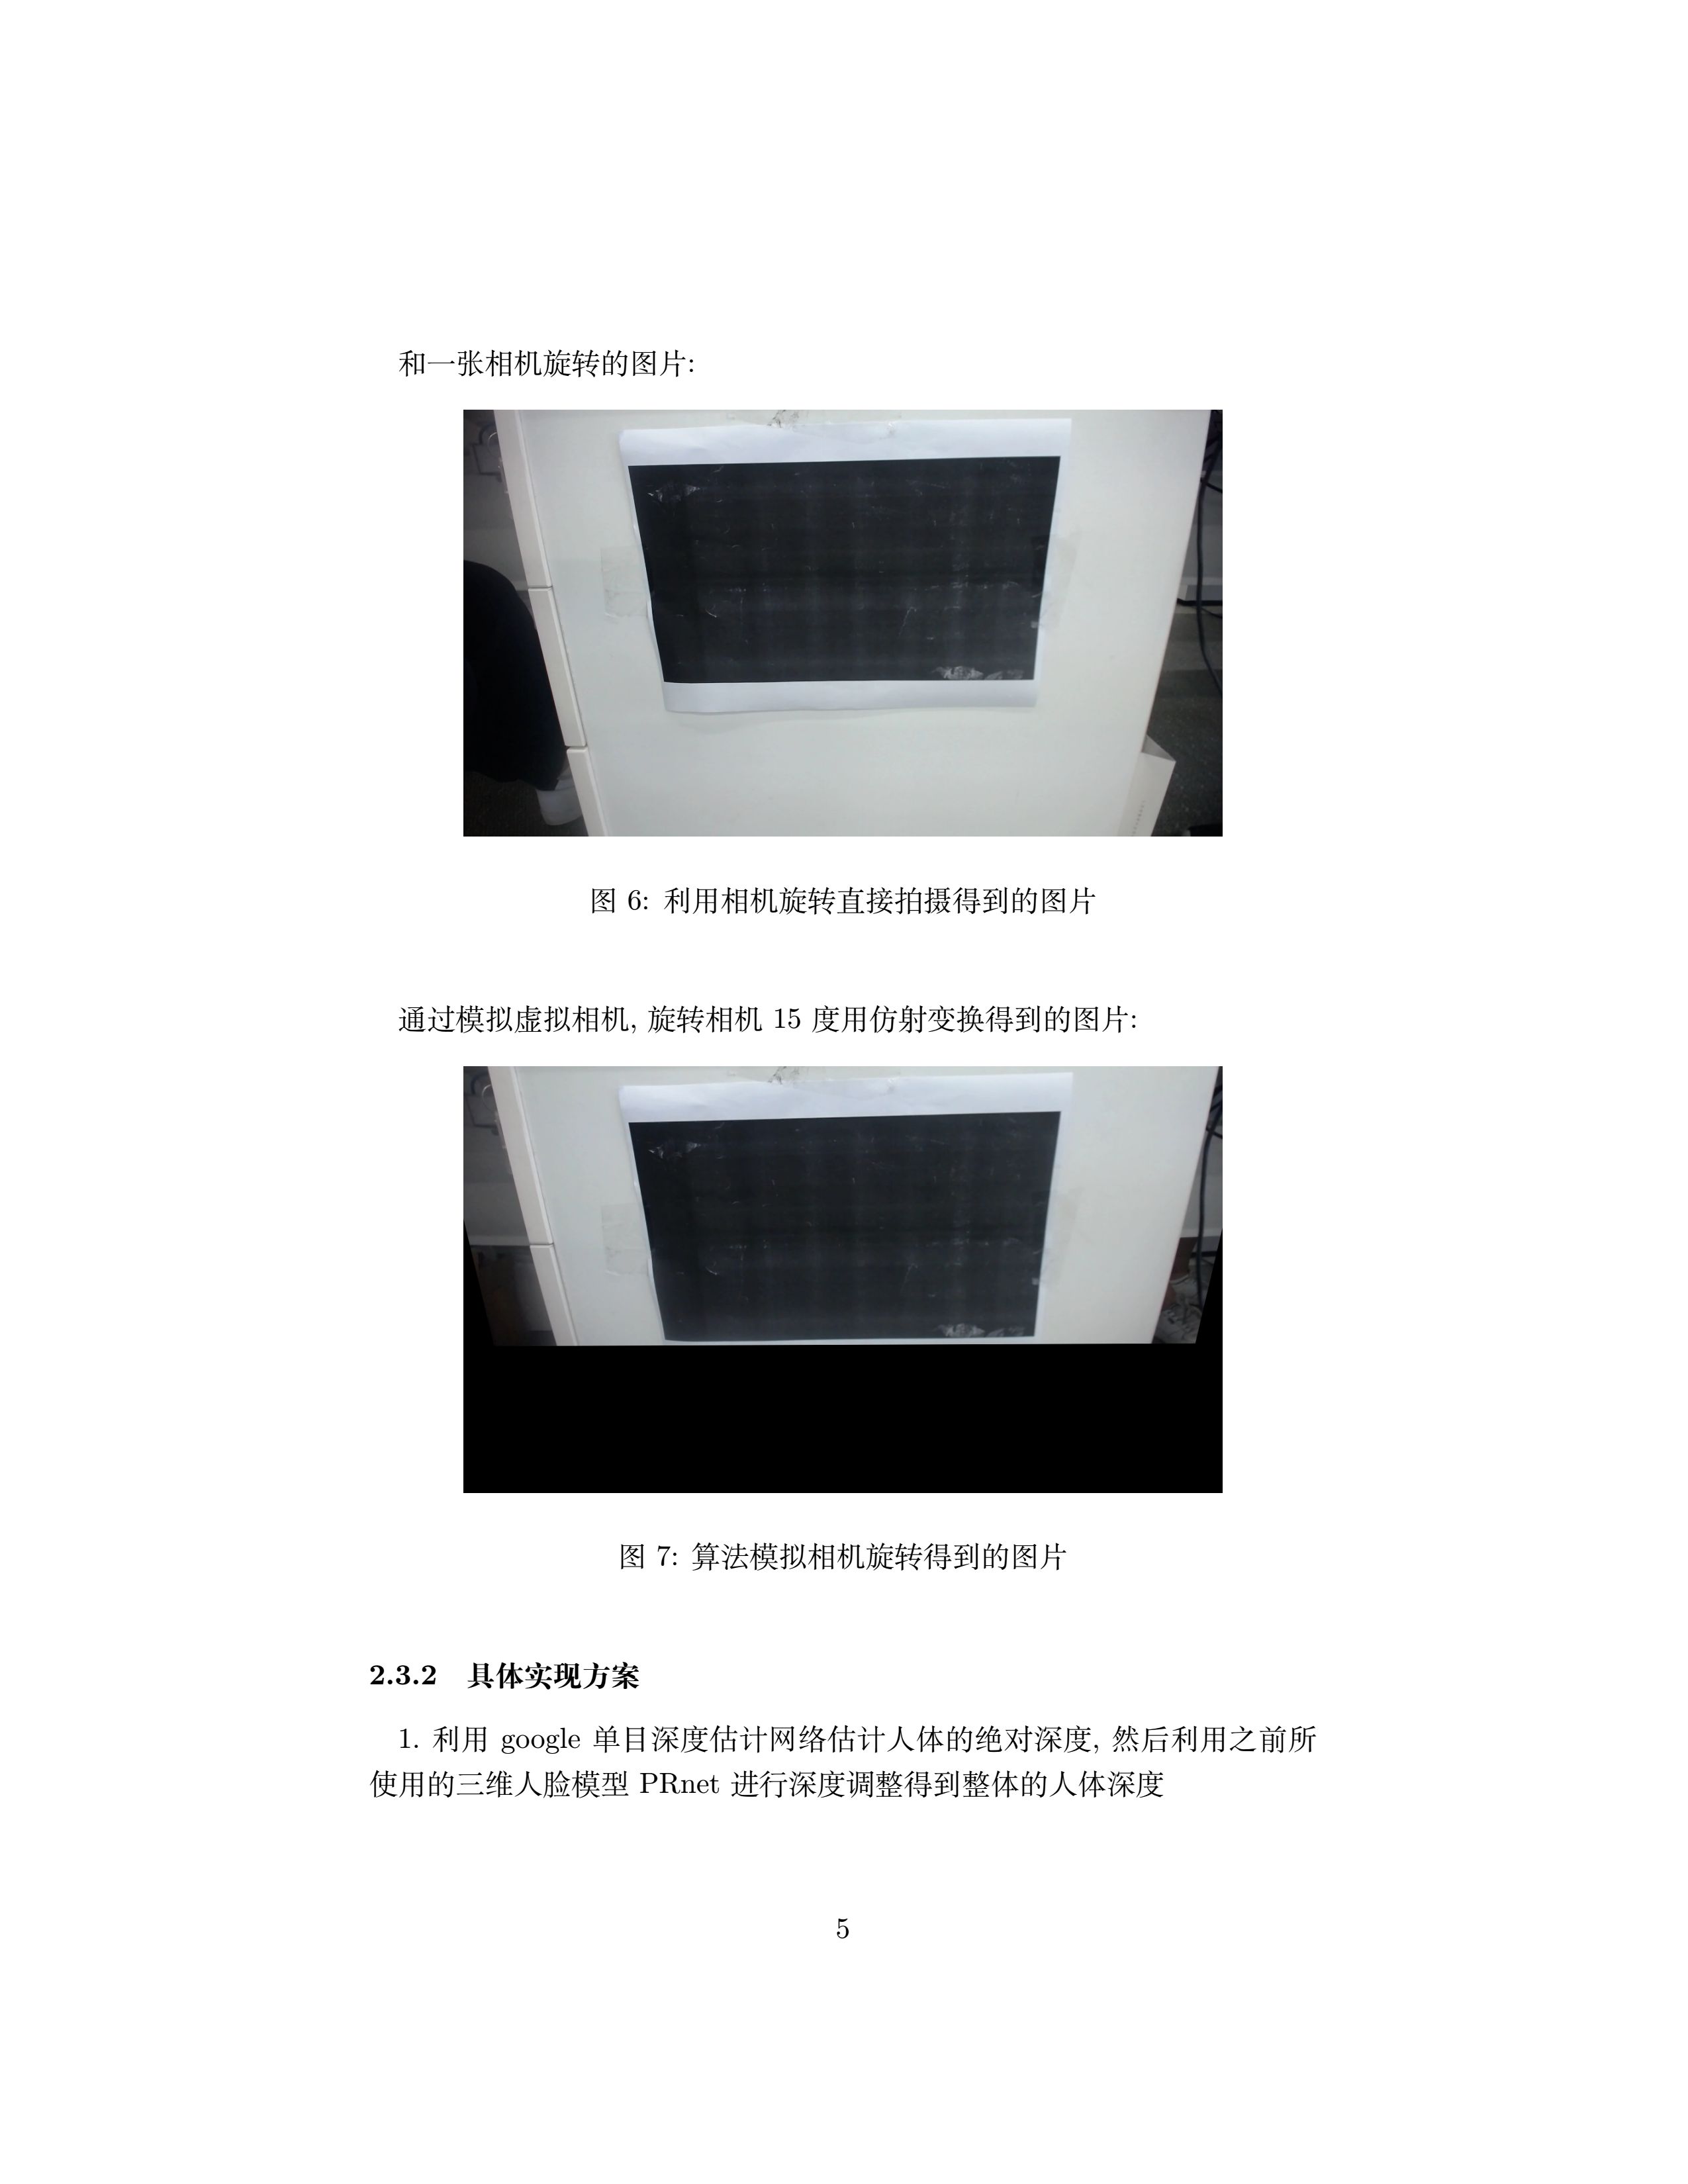 和一张相机旋转的图片:
图 6: 利用相机旋转直接拍摄得到的图片
通过模拟虚拟相机, 旋转相机 15 度用仿射变换得到的图片:
图 7: 算法模拟相机旋转得到的图片
2.3.2 具体实现方案
1. 利用 google 单目深度估计网络估计人体的绝对深度, 然后利用之前所
使用的三维人脸模型 PRnet 进行深度调整得到整体的人体深度
5